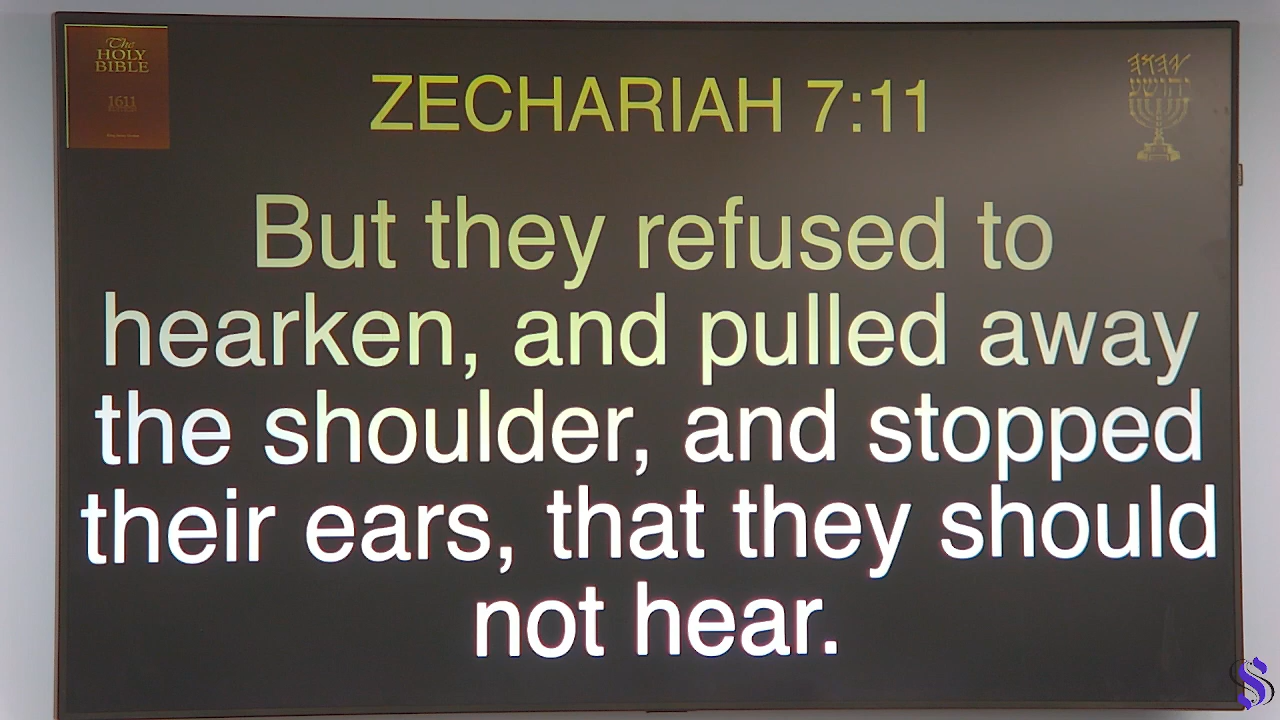 The
HOLY
BIBLE
1611
ZECHARIAH 7:11
But they refused to
hearken, and pulled away
the shoulder, and stopped
their ears, that they should
not hear.